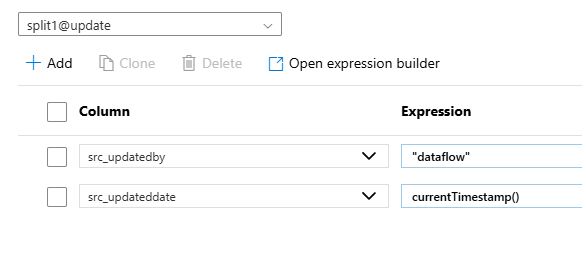 split1@update
Add Clone Delete Open expression builder
Column Expression
src_updatedby "dataflow"
src_updateddate currentTimestamp()